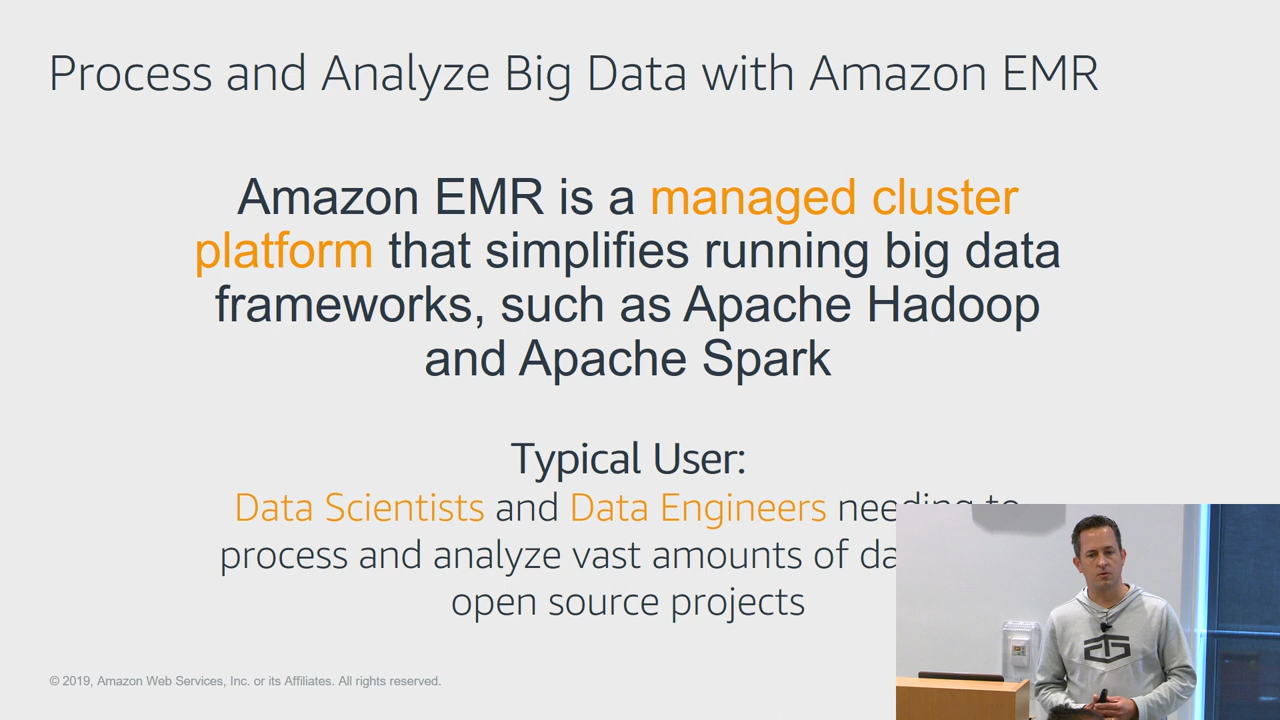 Process and Analyze Big Data with Amazon EMR
Amazon EMR is a managed cluster
platform that simplifies running big data
frameworks, such as Apache Hadoop
and Apache Spark
Typical User:
Data Scientists and Data Engineers
process and analyze vast amounts of
open source projects
© 2019, Amazon Web Services, Inc. or its Affiliates. All rights reserved.